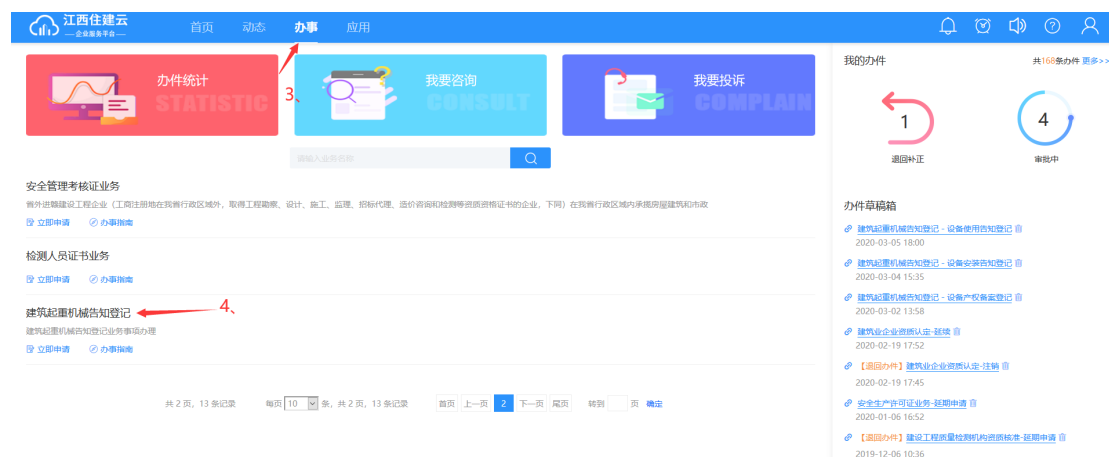 江西住建云
—企业服务平台—
首页 动态 办事 应用
办件统计
STATISTIC
3、
我要咨询
CONSULT
我要投诉
COMPLAIN
请输入业务名称
安全管理考核证业务
省外进赣建设工程企业（工商注册地在我省行政区域外，取得工程勘察、设计、施工、监理、招标代理、造价咨询和检测等资质资格证书的企业，下同）在我省行政区域内承揽房屋建筑和市政
立即申请 办事指南
检测人员证书业务
立即申请 办事指南
建筑起重机械告知登记
4、
建筑起重机械告知登记业务事项办理
立即申请 办事指南
共 2 页，13 条记录 每页 10 条，共 2 页，13 条记录 首页 上一页 2 下一页 尾页 转到 页 确定
我的办件 共168条办件 更多>>
1 4
退回补正 审批中
办件草稿箱
建筑起重机械告知登记 - 设备使用告知登记
2020-03-05 18:00
建筑起重机械告知登记 - 设备安装告知登记
2020-03-04 15:35
建筑起重机械告知登记 - 设备产权备案登记
2020-03-02 13:58
建筑业企业资质认定-延续
2020-02-19 17:52
【退回办件】建筑业企业资质认定-注销
2020-02-19 17:45
安全生产许可证业务-延期申请
2020-01-06 16:52
【退回办件】建设工程质量检测机构资质核准-延期申请
2019-12-06 10:36